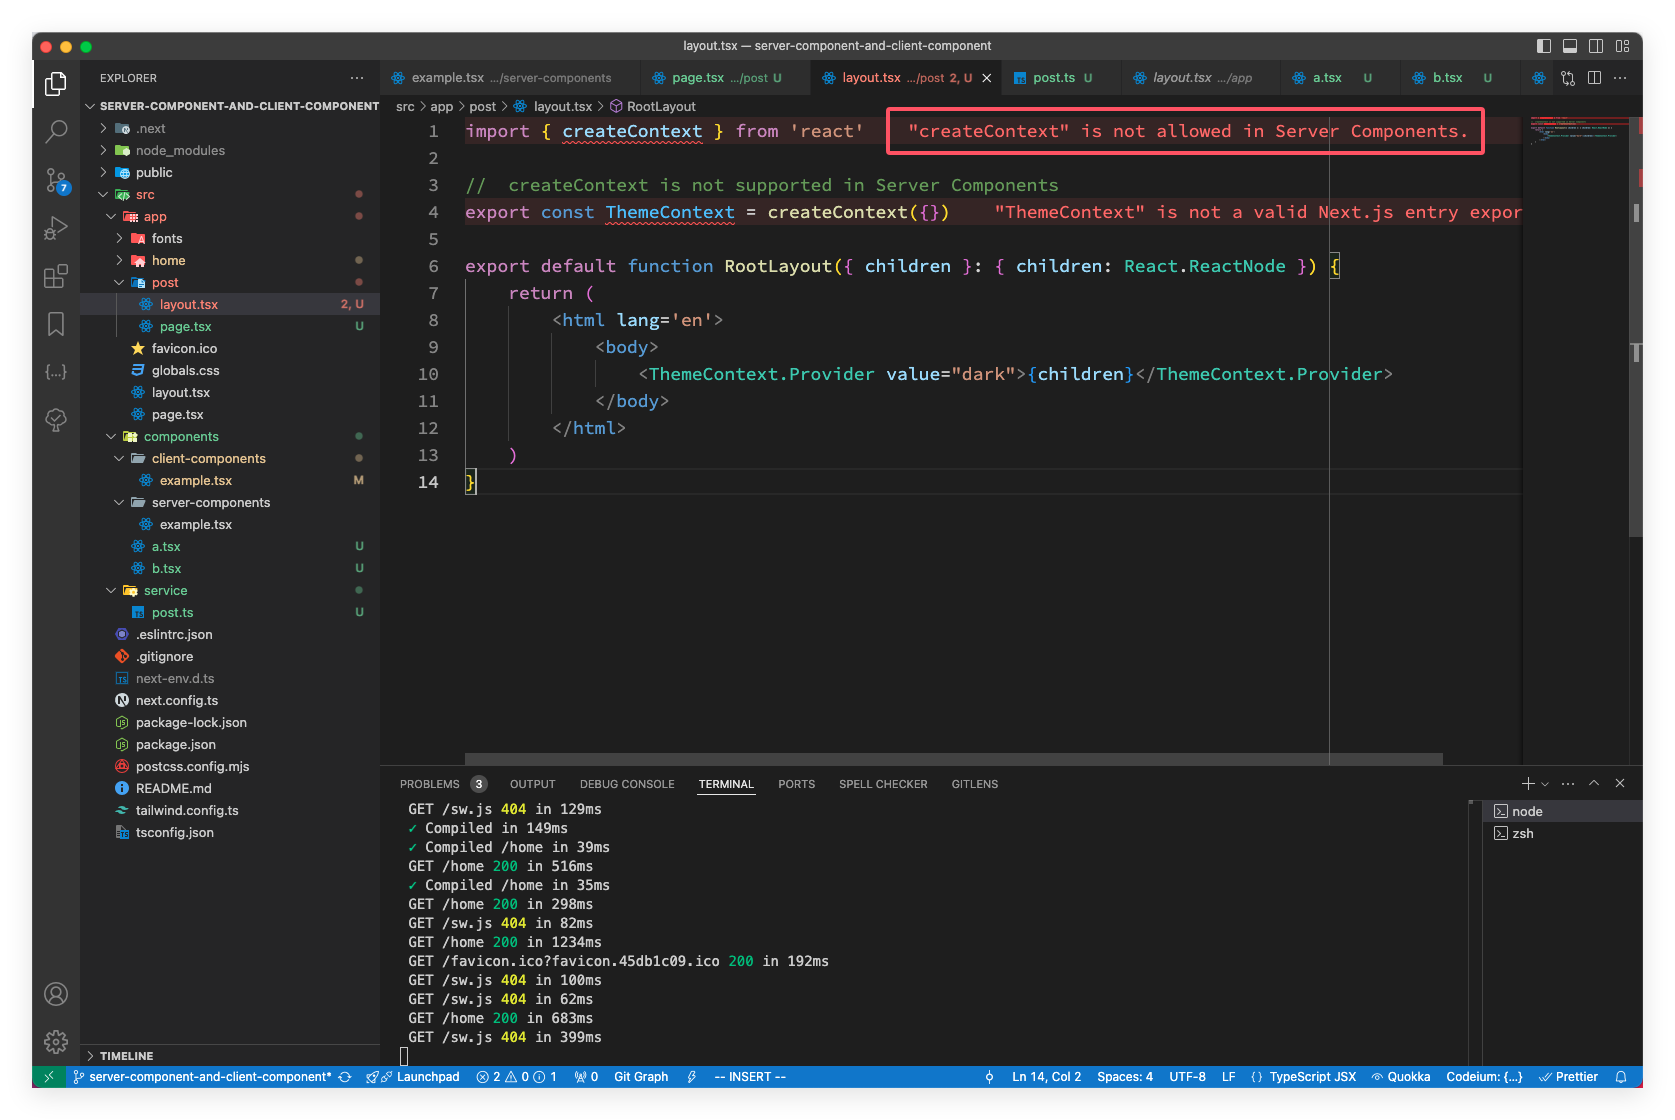 layout.tsx — server-component-and-client-component
EXPLORER
SERVER-COMPONENT-AND-CLIENT-COMPONENT
.next
node_modules
public
src
app
fonts
home
post
layout.tsx 2, U
page.tsx U
favicon.ico
globals.css
layout.tsx
page.tsx
components
client-components
example.tsx M
server-components
example.tsx
a.tsx U
b.tsx U
service
post.ts U
.eslintrc.json
.gitignore
next-env.d.ts
next.config.ts
package-lock.json
package.json
postcss.config.mjs
README.md
tailwind.config.ts
tsconfig.json
TIMELINE
example.tsx .../server-components page.tsx .../post U layout.tsx .../post 2, U post.ts U layout.tsx .../app a.tsx U b.tsx U
src > app > post > layout.tsx > RootLayout
1 import { createContext } from 'react' "createContext" is not allowed in Server Components.
2
3 // createContext is not supported in Server Components
4 export const ThemeContext = createContext({}) "ThemeContext" is not a valid Next.js entry expor
5
6 export default function RootLayout({ children }: { children: React.ReactNode }) {
7 return (
8 <html lang='en'>
9 <body>
10 <ThemeContext.Provider value="dark">{children}</ThemeContext.Provider>
11 </body>
12 </html>
13 )
14 }
PROBLEMS 3 OUTPUT DEBUG CONSOLE TERMINAL PORTS SPELL CHECKER GITLENS
GET /sw.js 404 in 129ms
✓ Compiled in 149ms
✓ Compiled /home in 39ms
GET /home 200 in 516ms
✓ Compiled /home in 35ms
GET /home 200 in 298ms
GET /sw.js 404 in 82ms
GET /home 200 in 1234ms
GET /favicon.ico?favicon.45db1c09.ico 200 in 192ms
GET /sw.js 404 in 100ms
GET /sw.js 404 in 62ms
GET /home 200 in 683ms
GET /sw.js 404 in 399ms
node
zsh
7
server-component-and-client-component* Launchpad 2 0 1 0 Git Graph -- INSERT -- Ln 14, Col 2 Spaces: 4 UTF-8 LF {} TypeScript JSX Quokka Codeium: {...} Prettier